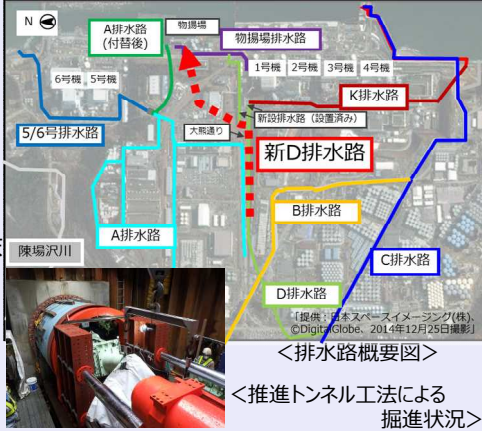 N
A排水路
(付替後)
物揚場
物揚場排水路
6号機 5号機
1号機 2号機 3号機 4号機
K排水路
5/6号排水路
新設排水路（設置済み）
大熊通り
新D排水路
A排水路
B排水路
陳場沢川
C排水路
D排水路
「提供：日本スペースイメージング(株)、
©DigitalGlobe、2014年12月25日撮影」
＜排水路概要図＞
＜推進トンネル工法による
掘進状況＞